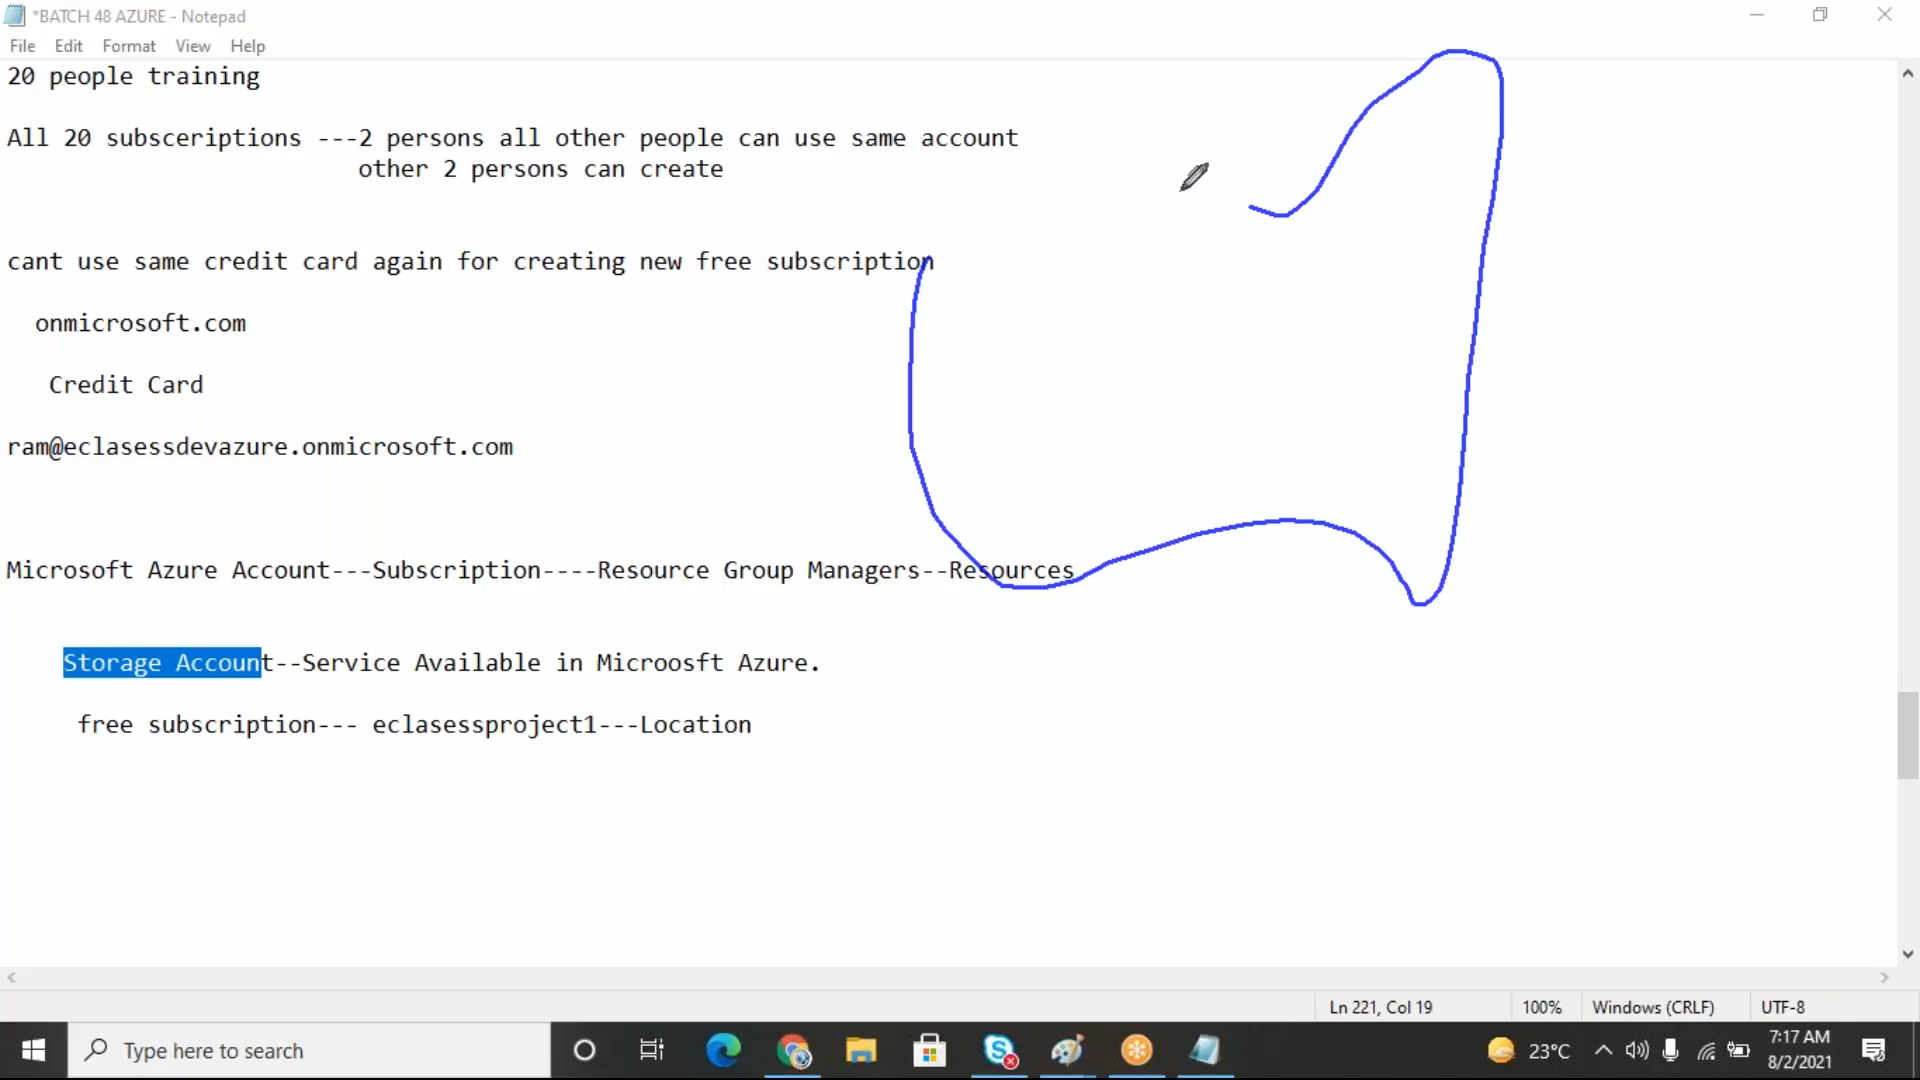 *BATCH 48 AZURE - Notepad
File Edit Format View Help
20 people training
All 20 subsceriptions ---2 persons all other people can use same account
other 2 persons can create
cant use same credit card again for creating new free subscription
onmicrosoft.com
Credit Card
ram@eclasessdevazure.onmicrosoft.com
Microsoft Azure Account---Subscription----Resource Group Managers--Resources
Storage Account--Service Available in Microosft Azure.
free subscription--- eclasessproject1---Location
Ln 221, Col 19 100% Windows (CRLF) UTF-8
Type here to search
23°C
7:17 AM
8/2/2021